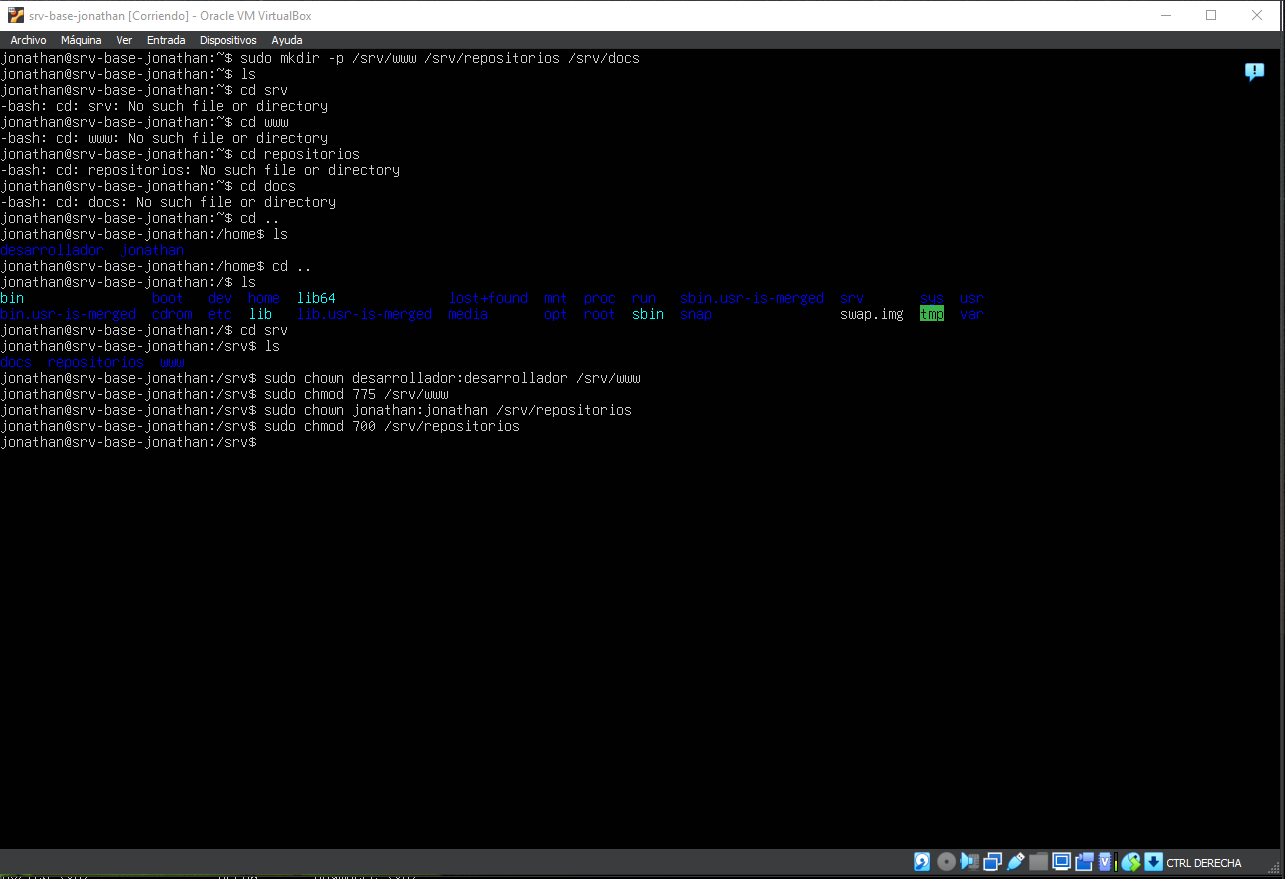 srv-base-jonathan [Corriendo] - Oracle VM VirtualBox
Archivo Máquina Ver Entrada Dispositivos Ayuda
jonathan@srv-base-jonathan:~$ sudo mkdir -p /srv/www /srv/repositorios /srv/docs
jonathan@srv-base-jonathan:~$ ls
jonathan@srv-base-jonathan:~$ cd srv
-bash: cd: srv: No such file or directory
jonathan@srv-base-jonathan:~$ cd www
-bash: cd: www: No such file or directory
jonathan@srv-base-jonathan:~$ cd repositorios
-bash: cd: repositorios: No such file or directory
jonathan@srv-base-jonathan:~$ cd docs
-bash: cd: docs: No such file or directory
jonathan@srv-base-jonathan:~$ cd ..
jonathan@srv-base-jonathan:/home$ ls
desarrollador jonathan
jonathan@srv-base-jonathan:/home$ cd ..
jonathan@srv-base-jonathan:/$ ls
bin boot dev home lib64 lost+found mnt proc run sbin.usr-is-merged srv sys usr
bin.usr-is-merged cdrom etc lib lib.usr-is-merged media opt root sbin snap swap.img tmp var
jonathan@srv-base-jonathan:/$ cd srv
jonathan@srv-base-jonathan:/srv$ ls
docs repositorios www
jonathan@srv-base-jonathan:/srv$ sudo chown desarrollador:desarrollador /srv/www
jonathan@srv-base-jonathan:/srv$ sudo chmod 775 /srv/www
jonathan@srv-base-jonathan:/srv$ sudo chown jonathan:jonathan /srv/repositorios
jonathan@srv-base-jonathan:/srv$ sudo chmod 700 /srv/repositorios
jonathan@srv-base-jonathan:/srv$
CTRL DERECHA